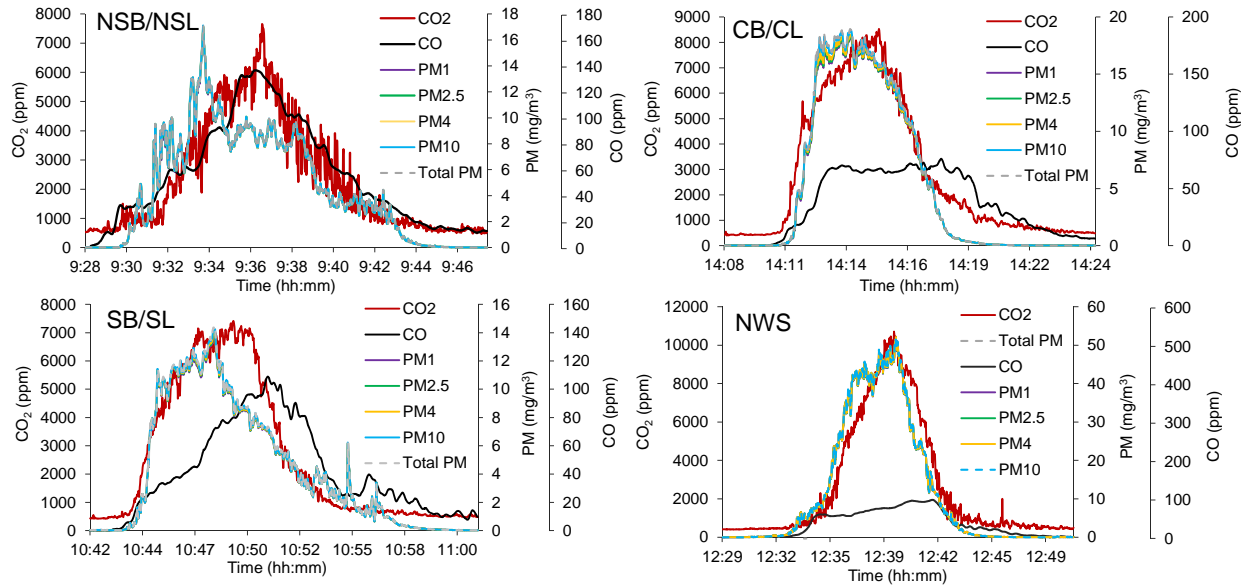 NSB/NSL
CO₂ (ppm)
8000
7000
6000
5000
4000
3000
2000
1000
0
9:28 9:30 9:32 9:34 9:36 9:38 9:40 9:42 9:46
Time (hh:mm)
CO2
CO
PM1
PM2.5
PM4
PM10
Total PM
18
16
14
12
10
8
6
4
2
0
PM (mg/m³)
180
160
140
120
100
80
60
40
20
0
CO (ppm)
CB/CL
CO₂ (ppm)
9000
8000
7000
6000
5000
4000
3000
2000
1000
0
14:08 14:11 14:14 14:16 14:19 14:22 14:24
Time (hh:mm)
CO2
CO
PM1
PM2.5
PM4
PM10
Total PM
20
15
10
5
0
PM (mg/m³)
200
150
100
50
0
CO (ppm)
SB/SL
CO₂ (ppm)
8000
7000
6000
5000
4000
3000
2000
1000
0
10:42 10:44 10:47 10:50 10:52 10:55 10:58 11:00
Time (hh:mm)
CO2
CO
PM1
PM2.5
PM4
PM10
Total PM
16
14
12
10
8
6
4
2
0
PM (mg/m³)
160
140
120
100
80
60
40
20
0
CO (ppm)
NWS
CO₂ (ppm)
12000
10000
8000
6000
4000
2000
0
12:29 12:32 12:35 12:39 12:42 12:45 12:49
Time (hh:mm)
CO2
Total PM
CO
PM1
PM2.5
PM4
PM10
60
50
40
30
20
10
0
PM (mg/m³)
600
500
400
300
200
100
0
CO (ppm)